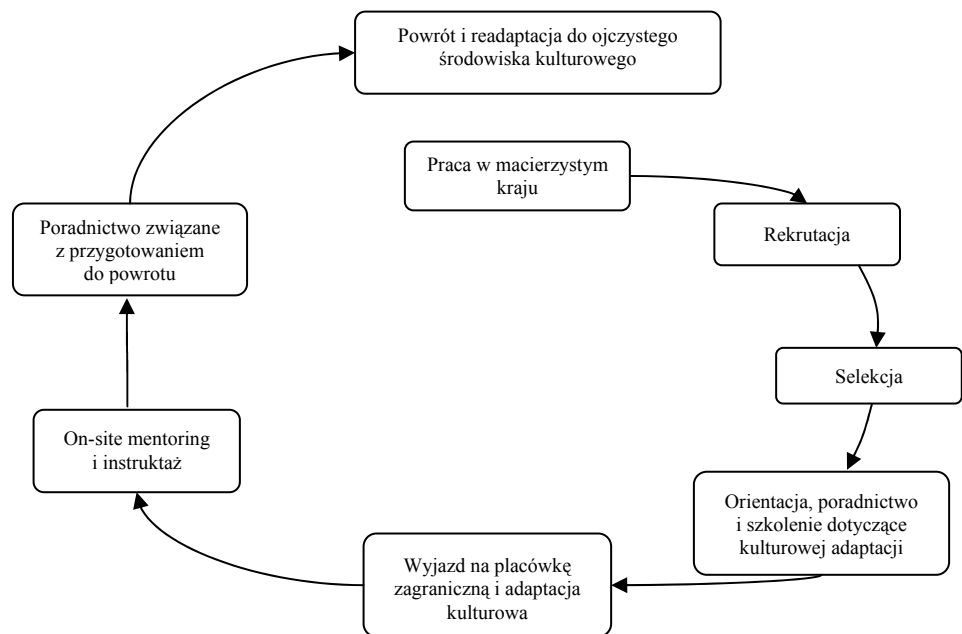 Powrót i readaptacja do ojczystego
środowiska kulturowego
Praca w macierzystym
kraju
Rekrutacja
Selekcja
Orientacja, poradnictwo
i szkolenie dotyczące
kulturowej adaptacji
Wyjazd na placówkę
zagraniczną i adaptacja
kulturowa
On-site mentoring
i instruktaż
Poradnictwo związane
z przygotowaniem
do powrotu